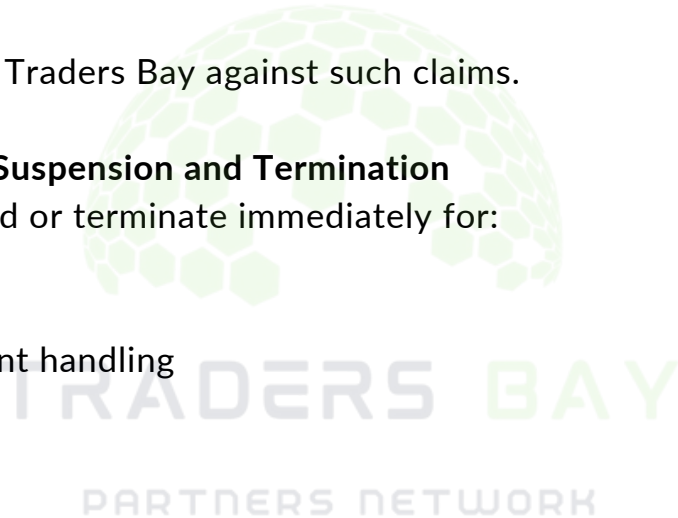 Traders Bay against such claims.
Suspension and Termination
d or terminate immediately for:
nt handling
TRADERS BAY
PARTNERS NETWORK